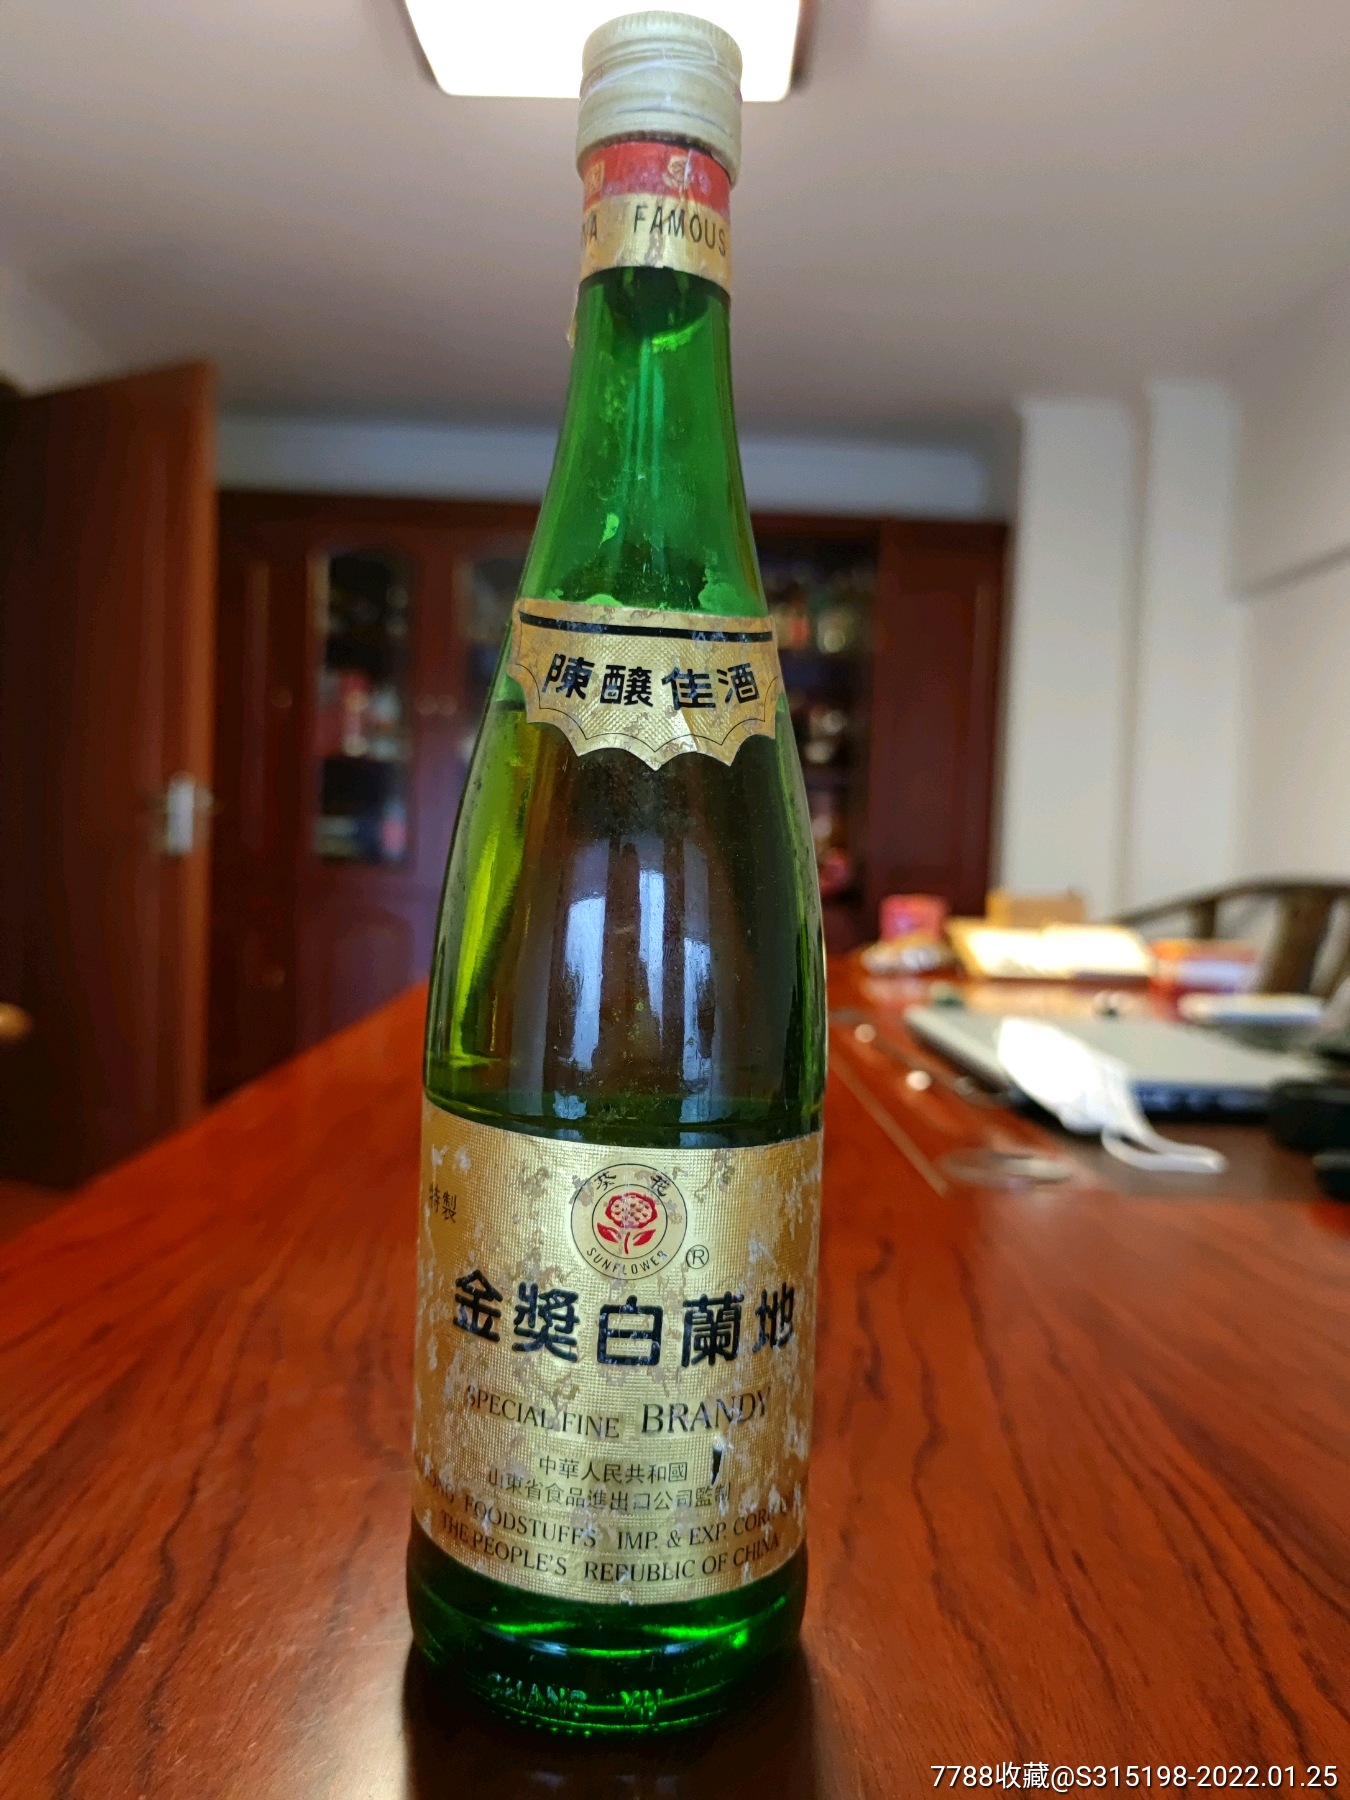 FAMOUS
陳釀佳酒
葵花
SUNFLOWER
®
特製
金獎白蘭地
SPECIAL FINE BRANDY
中華人民共和國
山東省食品進出口公司監製
FOODSTUFFS IMP. & EXP. CORP.
THE PEOPLE'S REPUBLIC OF CHINA
7788收藏@S315198-2022.01.25